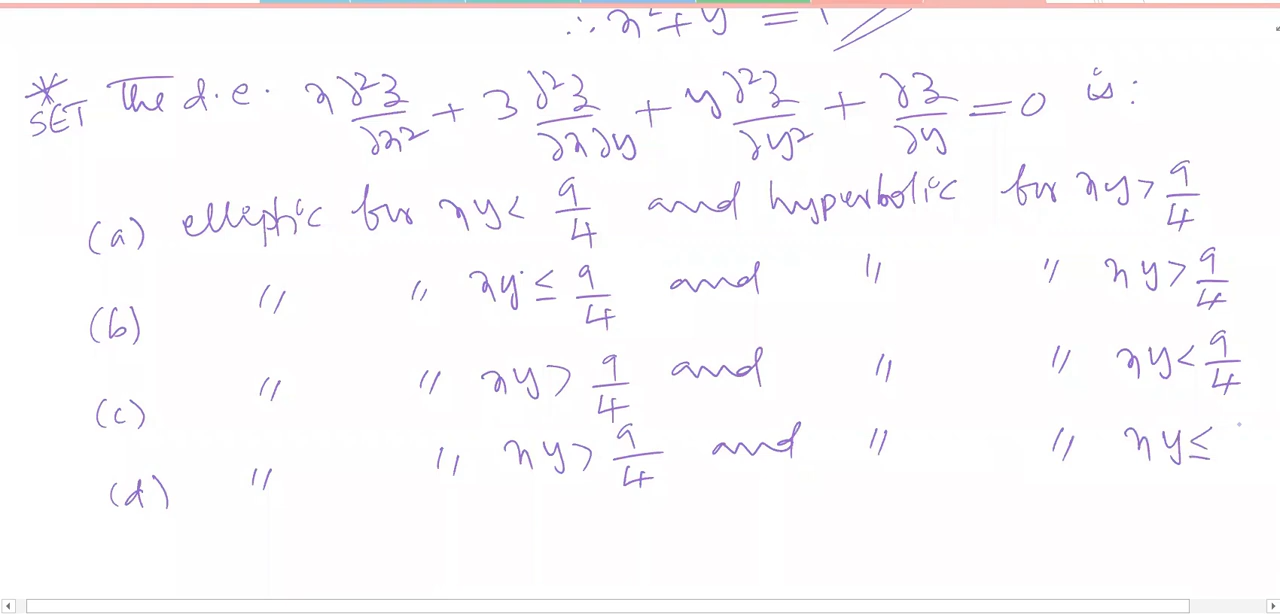 ∴ x² + y = 1
* SET The d.e. x ∂²z/∂x² + 3 ∂²z/∂x∂y + y ∂²z/∂y² + ∂z/∂y = 0 is:
(a) elliptic for xy < 9/4 and hyperbolic for xy > 9/4
(b) " " xy ≤ 9/4 and " " xy > 9/4
(c) " " xy > 9/4 and " " xy < 9/4
(d) " " xy > 9/4 and " " xy ≤